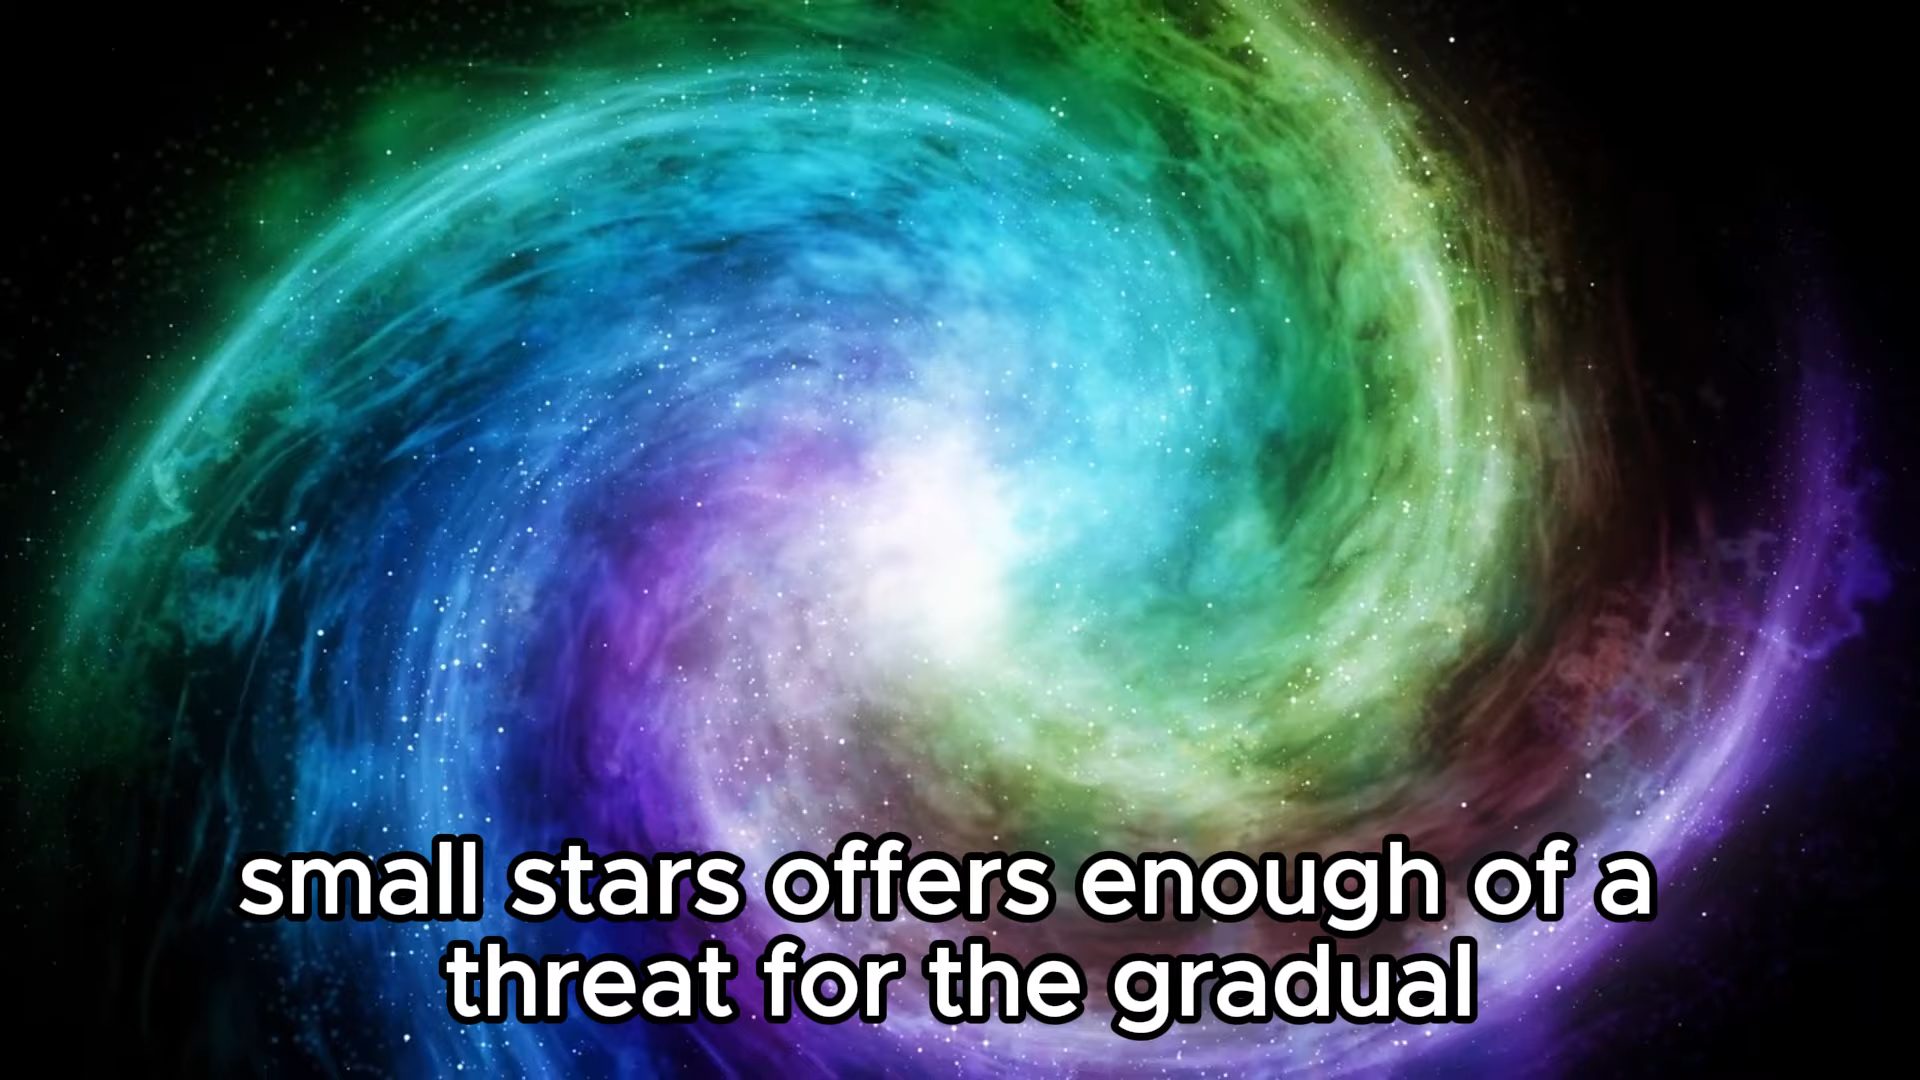 small stars offers enough of a
threat for the gradual